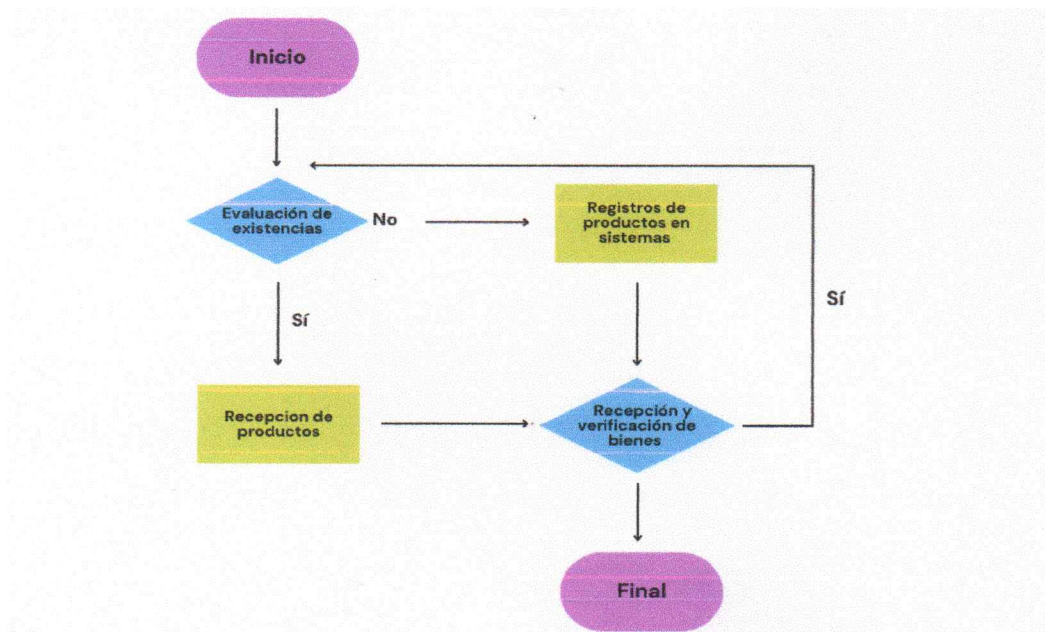 Inicio
Evaluación de
existencias
No
Registros de
productos en
sistemas
Sí
Sí
Recepcion de
productos
Recepción y
verificación de
bienes
Final